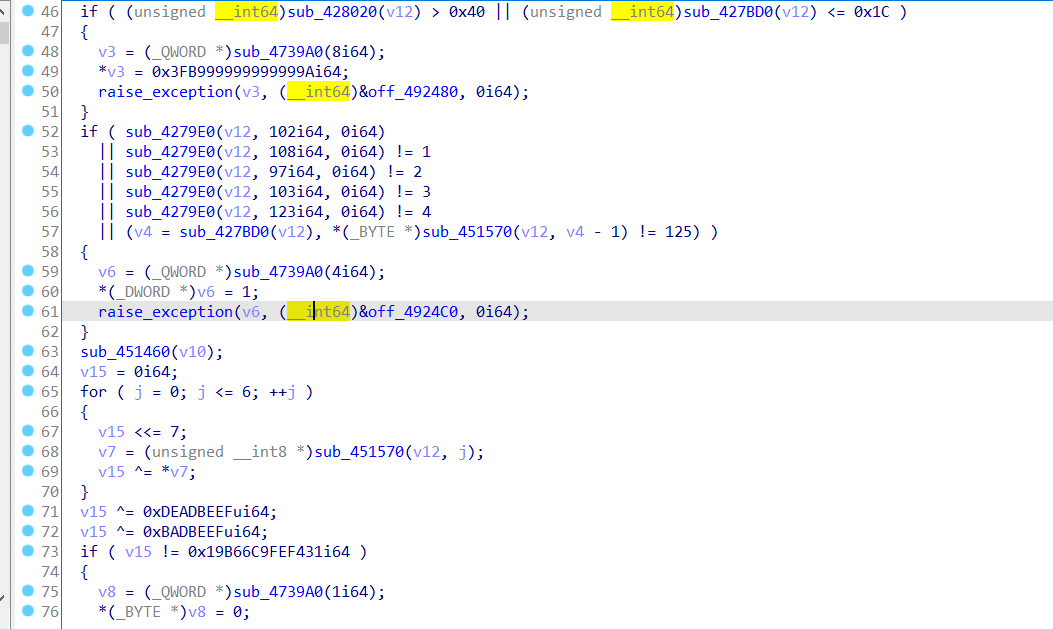 46 if ( (unsigned __int64)sub_428020(v12) > 0x40 || (unsigned __int64)sub_427BD0(v12) <= 0x1C )
47 {
48 v3 = (_QWORD *)sub_4739A0(8i64);
49 *v3 = 0x3FB999999999999Ai64;
50 raise_exception(v3, (__int64)&off_492480, 0i64);
51 }
52 if ( sub_4279E0(v12, 102i64, 0i64)
53 || sub_4279E0(v12, 108i64, 0i64) != 1
54 || sub_4279E0(v12, 97i64, 0i64) != 2
55 || sub_4279E0(v12, 103i64, 0i64) != 3
56 || sub_4279E0(v12, 123i64, 0i64) != 4
57 || (v4 = sub_427BD0(v12), *(_BYTE *)sub_451570(v12, v4 - 1) != 125) )
58 {
59 v6 = (_QWORD *)sub_4739A0(4i64);
60 *(_DWORD *)v6 = 1;
61 raise_exception(v6, (__int64)&off_4924C0, 0i64);
62 }
63 sub_451460(v10);
64 v15 = 0i64;
65 for ( j = 0; j <= 6; ++j )
66 {
67 v15 <<= 7;
68 v7 = (unsigned __int8 *)sub_451570(v12, j);
69 v15 ^= *v7;
70 }
71 v15 ^= 0xDEADBEEFui64;
72 v15 ^= 0xBADBEEFui64;
73 if ( v15 != 0x19B66C9FEF431i64 )
74 {
75 v8 = (_QWORD *)sub_4739A0(1i64);
76 *(_BYTE *)v8 = 0;